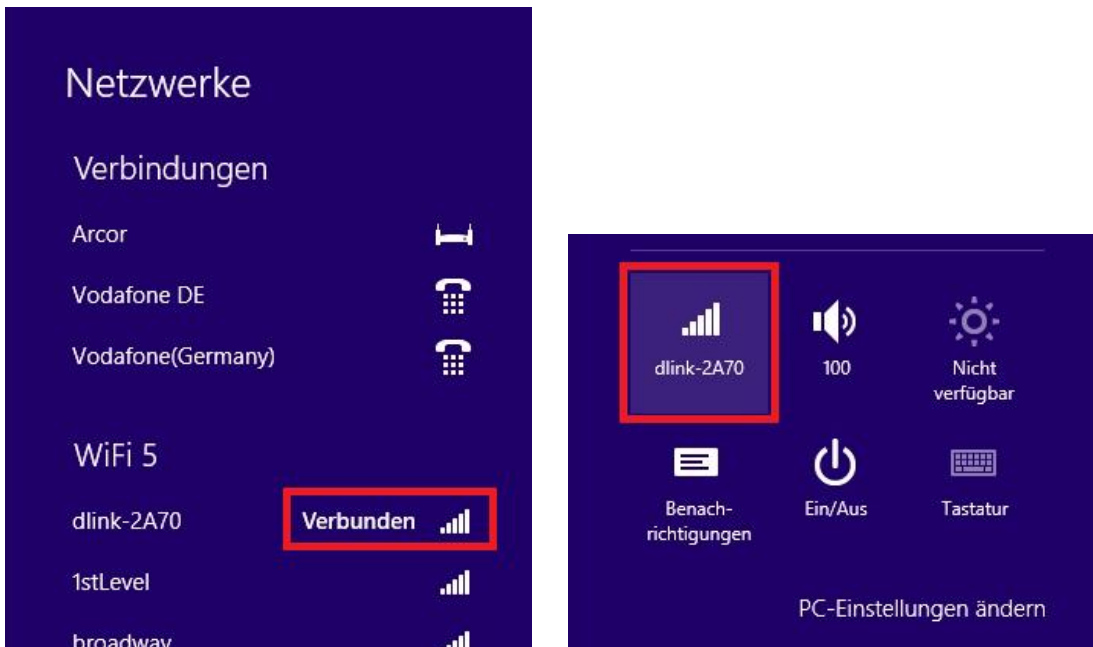 Netzwerke
Verbindungen
Arcor
Vodafone DE
Vodafone(Germany)
WiFi 5
dlink-2A70 Verbunden
1stLevel
broadway
dlink-2A70
100
Nicht
verfügbar
Benach-
richtigungen
Ein/Aus
Tastatur
PC-Einstellungen ändern